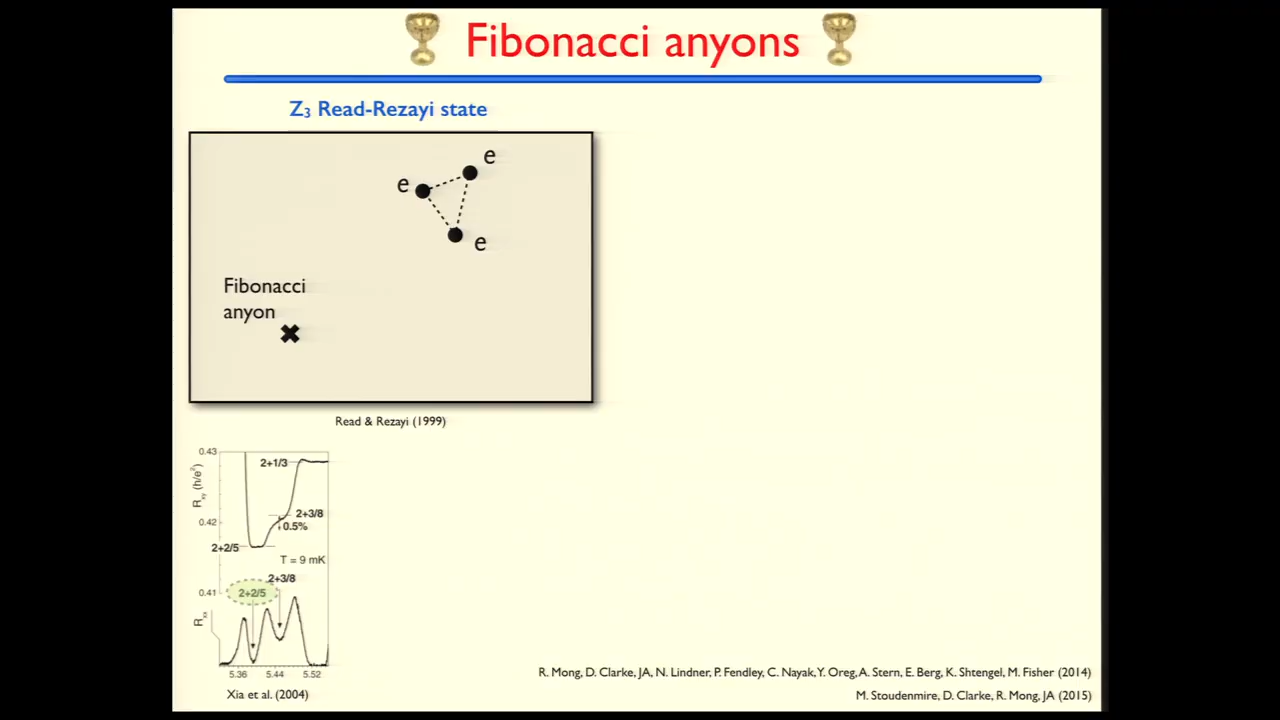 Fibonacci anyons
Z₃ Read-Rezayi state
e
e
e
Fibonacci
anyon
Read & Rezayi (1999)
0.43
2+1/3
Rxy (h/e²)
2+3/8
0.5%
0.42
2+2/5
T = 9 mK
2+3/8
0.41
2+2/5
Rxx
5.36 5.44 5.52
Xia et al. (2004)
R. Mong, D. Clarke, JA, N. Lindner, P. Fendley, C. Nayak, Y. Oreg, A. Stern, E. Berg, K. Shtengel, M. Fisher (2014)
M. Stoudenmire, D. Clarke, R. Mong, JA (2015)